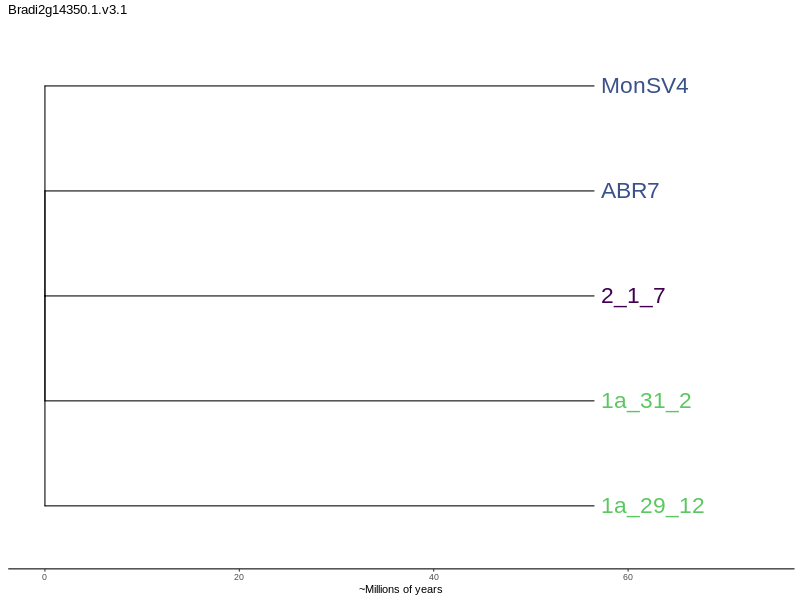 Bradi2g14350.1.v3.1
MonSV4
ABR7
2_1_7
1a_31_2
1a_29_12
0 20 40 60
~Millions of years